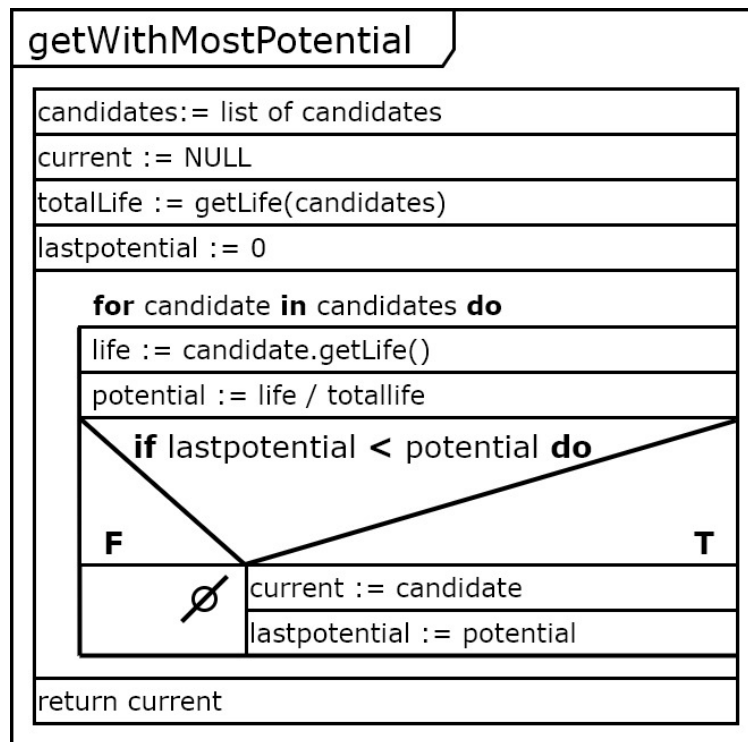 getWithMostPotential
candidates:= list of candidates
current := NULL
totalLife := getLife(candidates)
lastpotential := 0
for candidate in candidates do
life := candidate.getLife()
potential := life / totallife
if lastpotential < potential do
F T
∅ current := candidate
lastpotential := potential
return current